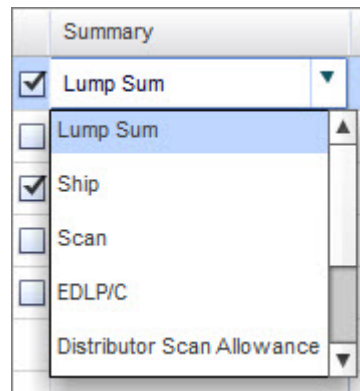 Summary
Lump Sum
Lump Sum
Ship
Scan
EDLP/C
Distributor Scan Allowance